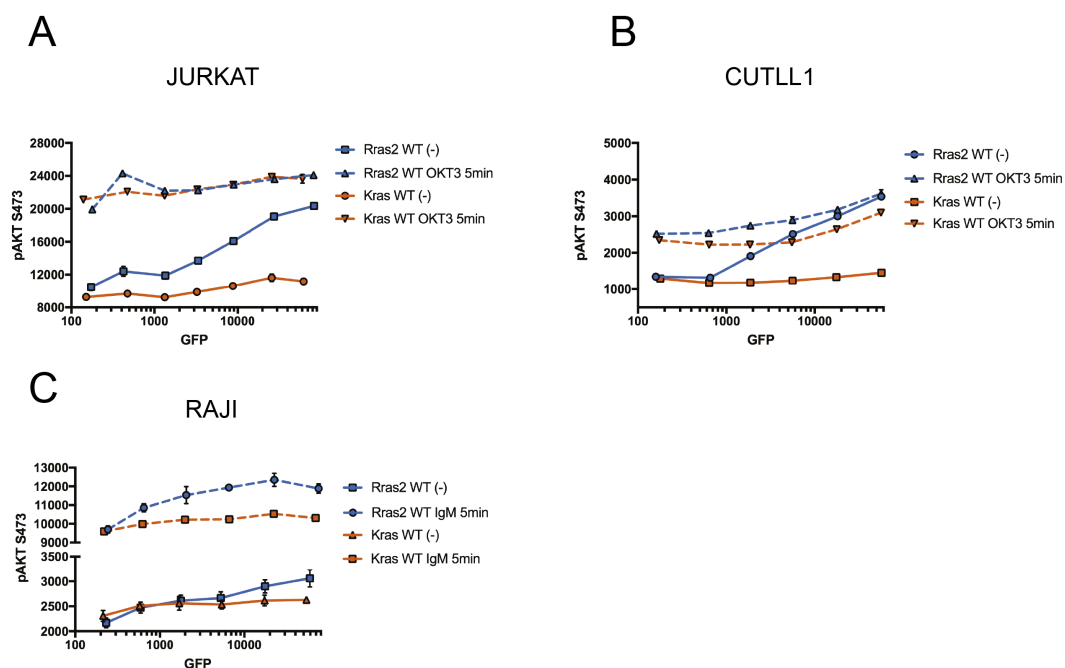 A
JURKAT
pAKT S473
28000
24000
20000
16000
12000
8000
100
1000
10000
GFP
Rras2 WT (-)
Rras2 WT OKT3 5min
Kras WT (-)
Kras WT OKT3 5min
B
CUTLL1
pAKT S473
5000
4000
3000
2000
1000
100
1000
10000
GFP
Rras2 WT (-)
Rras2 WT OKT3 5min
Kras WT (-)
Kras WT OKT3 5min
C
RAJI
pAKT S473
13000
12000
11000
10000
9000
3500
3000
2500
2000
100
1000
10000
GFP
Rras2 WT (-)
Rras2 WT IgM 5min
Kras WT (-)
Kras WT IgM 5min